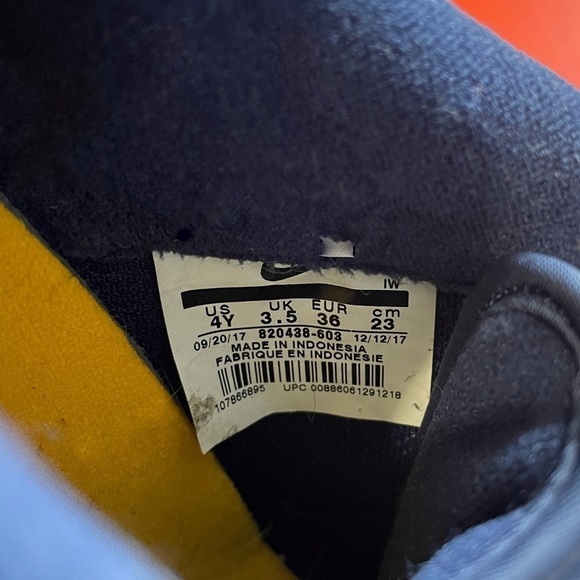 IW
US UK EUR cm
4Y 3.5 36 23
09/20/17 820438-603 12/12/17
MADE IN INDONESIA
FABRIQUE EN INDONESIE
107866895 UPC 00886061291218